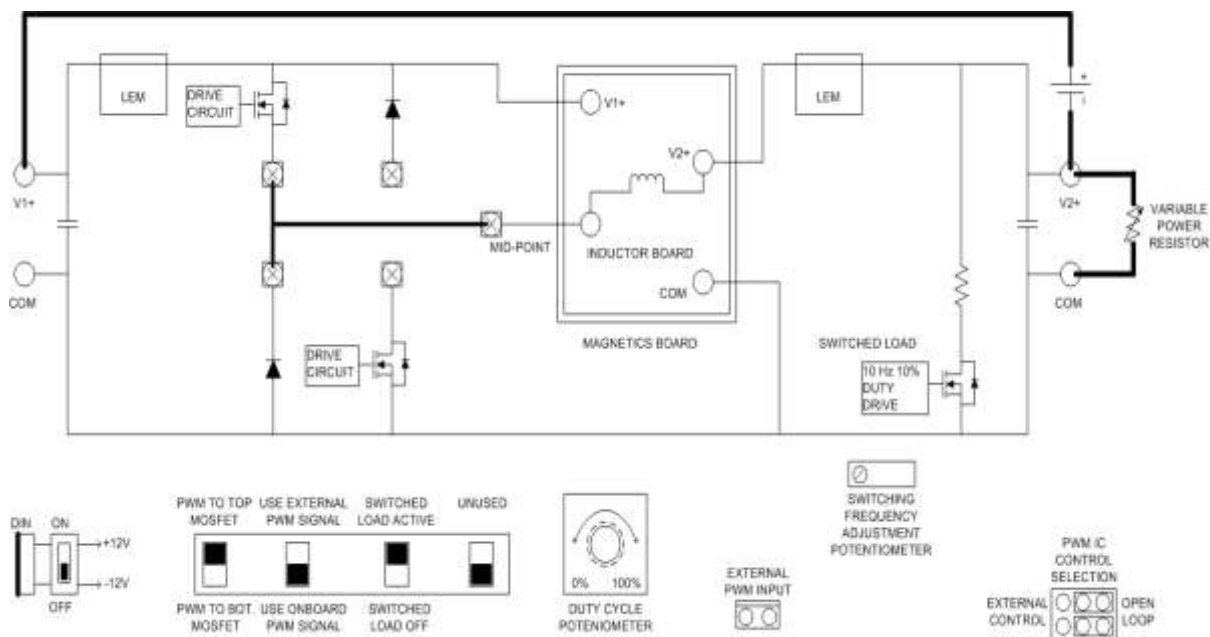 LEM
DRIVE
CIRCUIT
V1+
V2+
LEM
+
-
V1+
MID-POINT
INDUCTOR BOARD
V2+
VARIABLE
POWER
RESISTOR
COM
COM
COM
MAGNETICS BOARD
DRIVE
CIRCUIT
SWITCHED LOAD
10 Hz 10%
DUTY
DRIVE
PWM TO TOP
MOSFET
USE EXTERNAL
PWM SIGNAL
SWITCHED
LOAD ACTIVE
UNUSED
SWITCHING
FREQUENCY
ADJUSTMENT
POTENTIOMETER
DIN
ON
+12V
-12V
OFF
0%
100%
EXTERNAL
PWM INPUT
PWM IC
CONTROL
SELECTION
PWM TO BOT.
MOSFET
USE ONBOARD
PWM SIGNAL
SWITCHED
LOAD OFF
DUTY CYCLE
POTENIOMETER
EXTERNAL
CONTROL
OPEN
LOOP